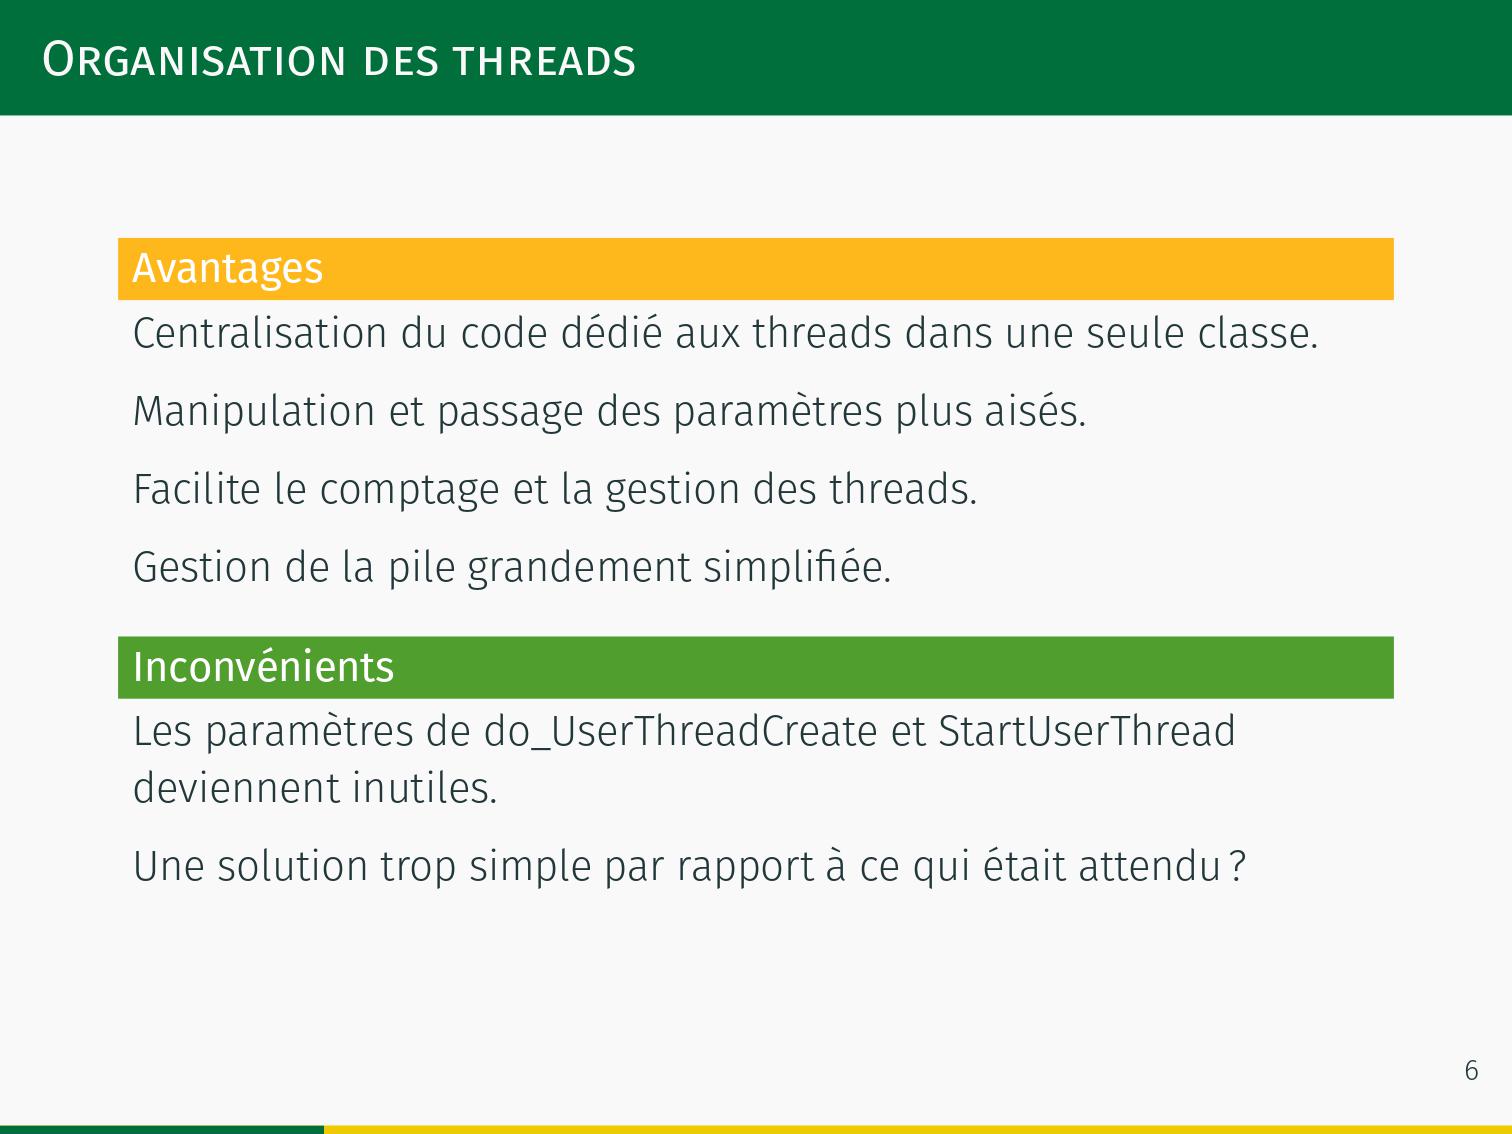 Organisation des threads
Avantages
Centralisation du code dédié aux threads dans une seule classe.
Manipulation et passage des paramètres plus aisés.
Facilite le comptage et la gestion des threads.
Gestion de la pile grandement simplifiée.
Inconvénients
Les paramètres de do_UserThreadCreate et StartUserThread
deviennent inutiles.
Une solution trop simple par rapport à ce qui était attendu ?
6